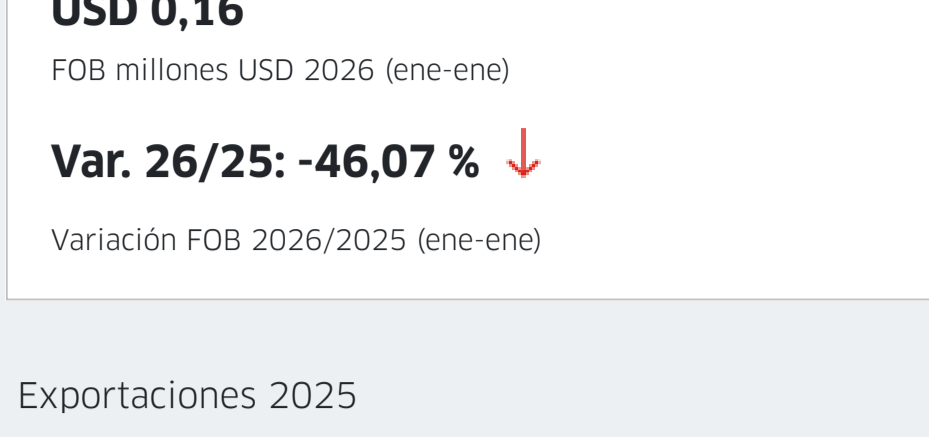 USD 0,16
FOB millones USD 2026 (ene-ene)
Var. 26/25: -46,07 %
Variación FOB 2026/2025 (ene-ene)
Exportaciones 2025